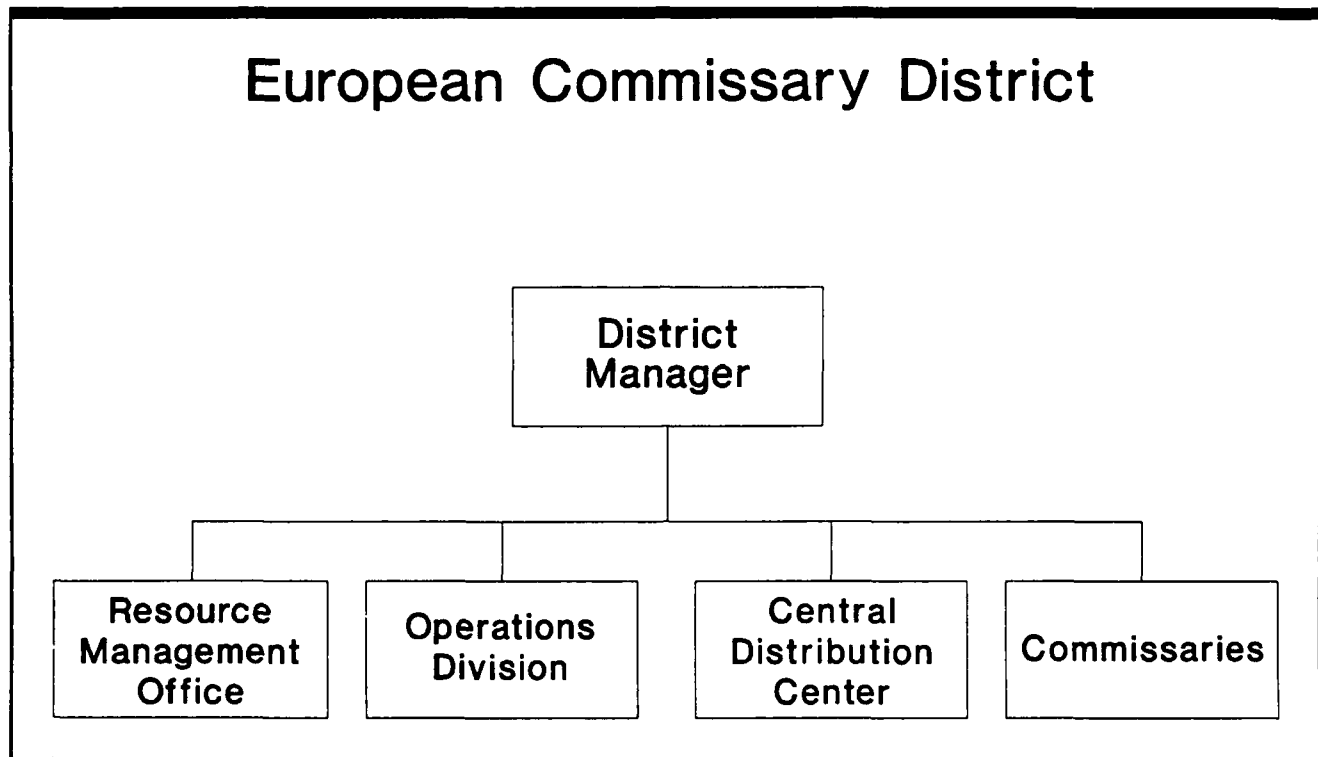 European Commissary District
District
Manager
Resource
Management
Office
Operations
Division
Central
Distribution
Center
Commissaries